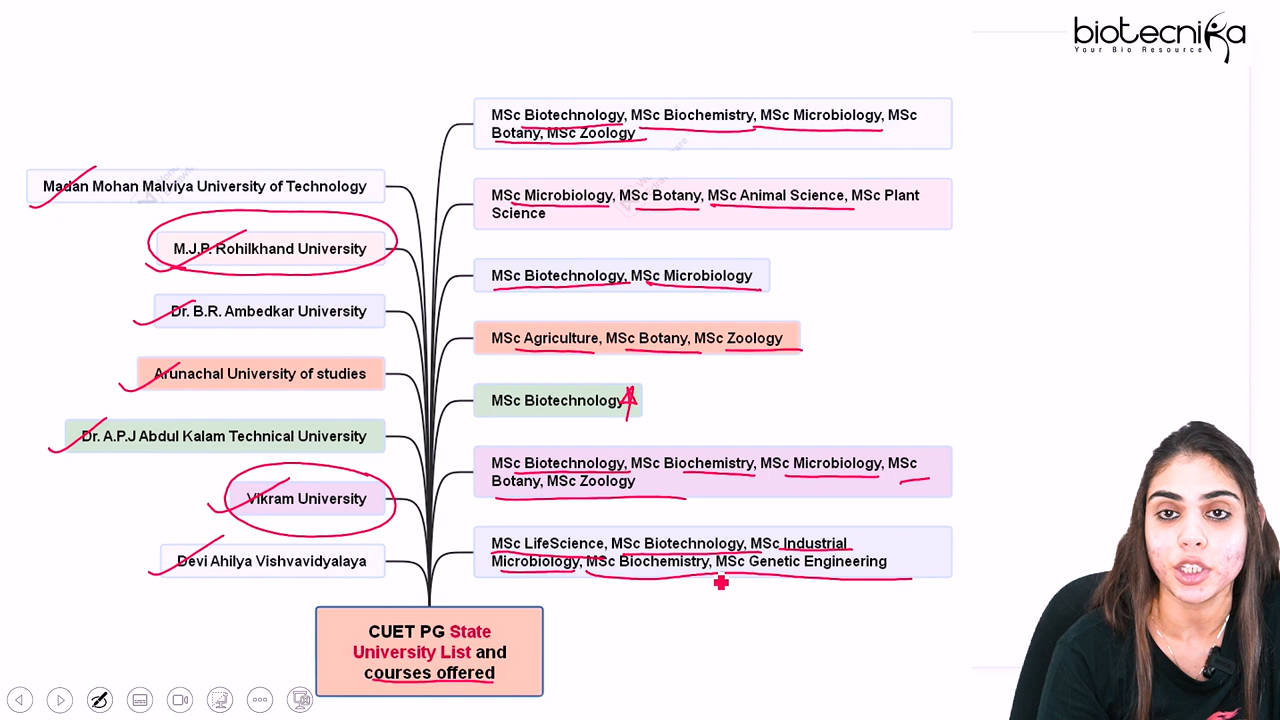 biotecnika
Your Bio Resource
Madan Mohan Malviya University of Technology
M.J.P. Rohilkhand University
Dr. B.R. Ambedkar University
Arunachal University of studies
Dr. A.P.J Abdul Kalam Technical University
Vikram University
Devi Ahilya Vishvavidyalaya
MSc Biotechnology, MSc Biochemistry, MSc Microbiology, MSc
Botany, MSc Zoology
MSc Microbiology, MSc Botany, MSc Animal Science, MSc Plant
Science
MSc Biotechnology, MSc Microbiology
MSc Agriculture, MSc Botany, MSc Zoology
MSc Biotechnology
MSc Biotechnology, MSc Biochemistry, MSc Microbiology, MSc
Botany, MSc Zoology
MSc LifeScience, MSc Biotechnology, MSc Industrial
Microbiology, MSc Biochemistry, MSc Genetic Engineering
CUET PG State
University List and
courses offered